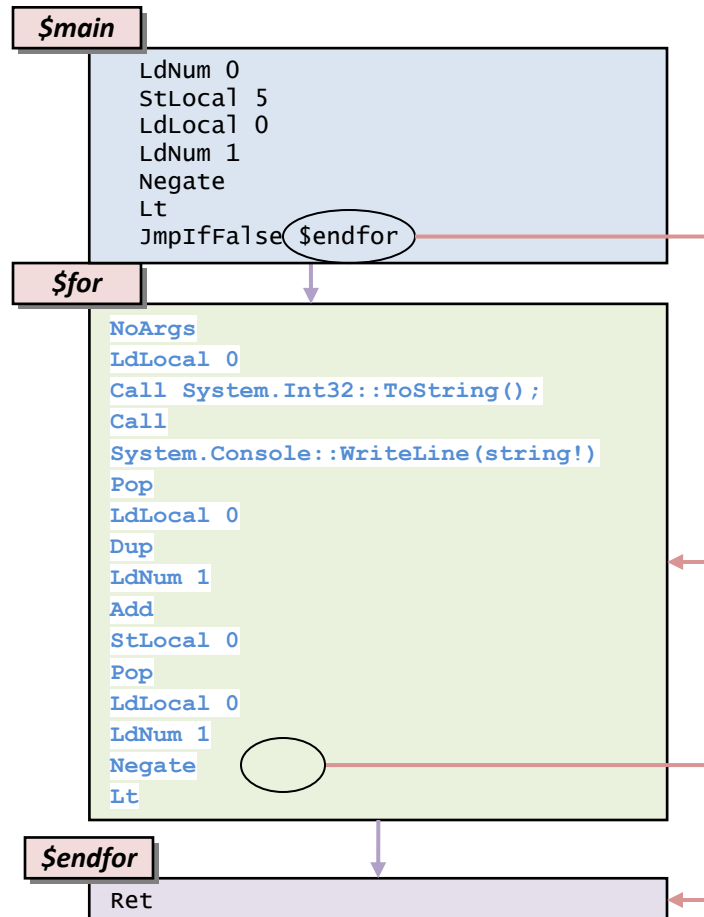 $main
LdNum 0
StLocal 5
LdLocal 0
LdNum 1
Negate
Lt
JmpIfFalse $endfor
$for
NoArgs
LdLocal 0
Call System.Int32::ToString();
Call
System.Console::WriteLine(string!)
Pop
LdLocal 0
Dup
LdNum 1
Add
StLocal 0
Pop
LdLocal 0
LdNum 1
Negate
Lt
$endfor
Ret